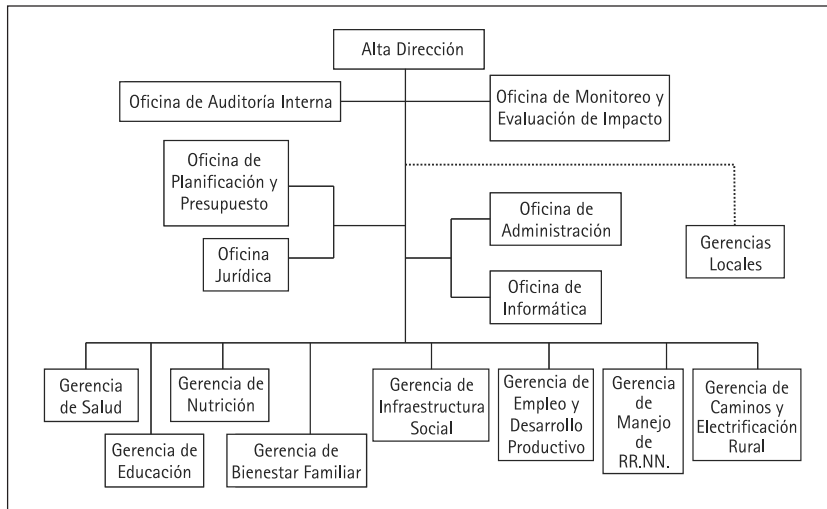 Alta Dirección
Oficina de Auditoría Interna
Oficina de Monitoreo y
Evaluación de Impacto
Oficina de
Planificación y
Presupuesto
Oficina
Jurídica
Oficina de
Administración
Oficina de
Informática
Gerencias
Locales
Gerencia
de Salud
Gerencia de
Educación
Gerencia de
Nutrición
Gerencia de
Bienestar Familiar
Gerencia de
Infraestructura
Social
Gerencia de
Empleo y
Desarrollo
Productivo
Gerencia
de
Manejo
de
RR.NN.
Gerencia de
Caminos y
Electrificación
Rural